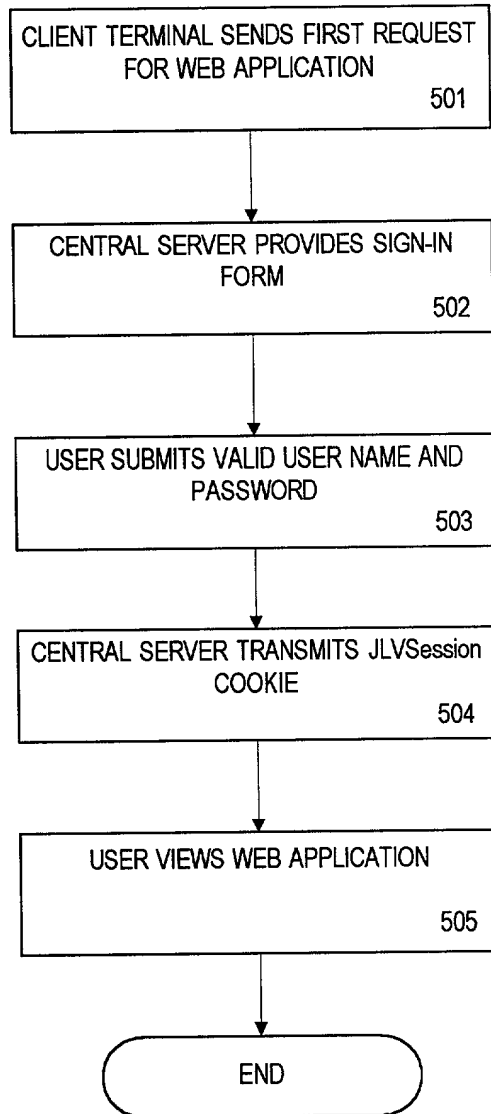 CLIENT TERMINAL SENDS FIRST REQUEST
FOR WEB APPLICATION
501
CENTRAL SERVER PROVIDES SIGN-IN
FORM
502
USER SUBMITS VALID USER NAME AND
PASSWORD
503
CENTRAL SERVER TRANSMITS JLVSession
COOKIE
504
USER VIEWS WEB APPLICATION
505
END